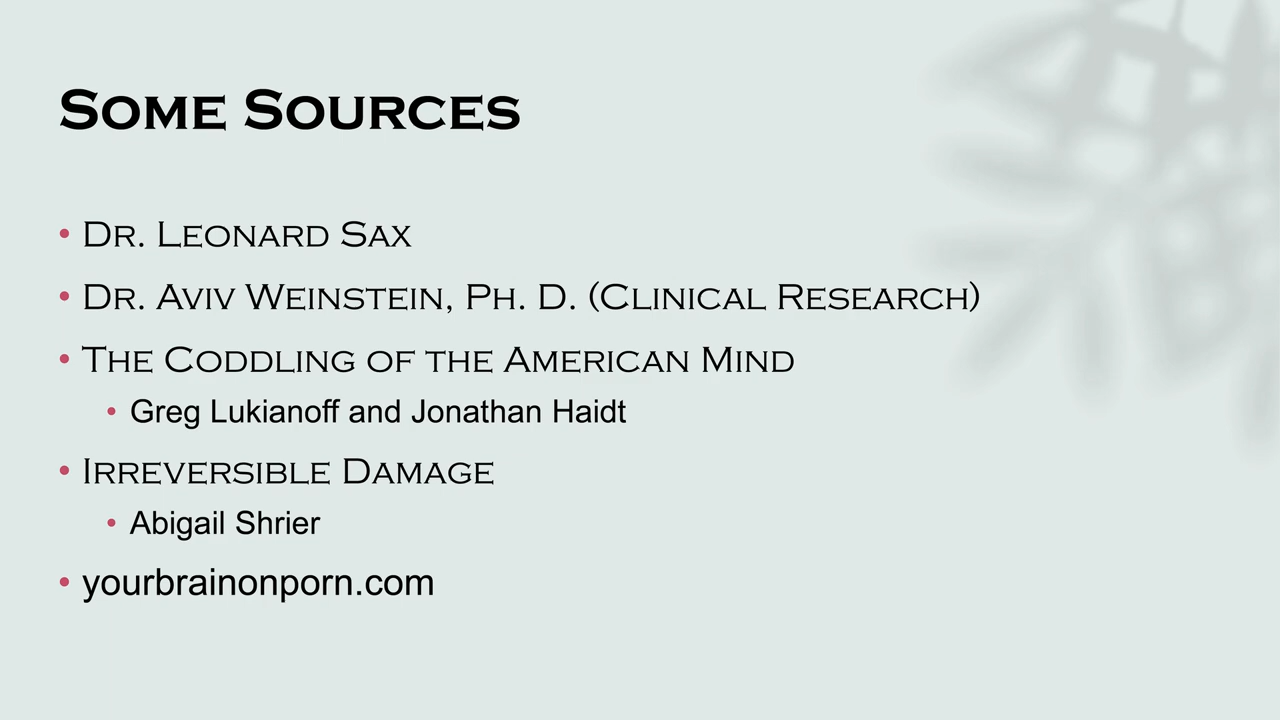 Some Sources
• Dr. Leonard Sax
• Dr. Aviv Weinstein, Ph. D. (Clinical Research)
• The Coddling of the American Mind
• Greg Lukianoff and Jonathan Haidt
• Irreversible Damage
• Abigail Shrier
• yourbrainonporn.com